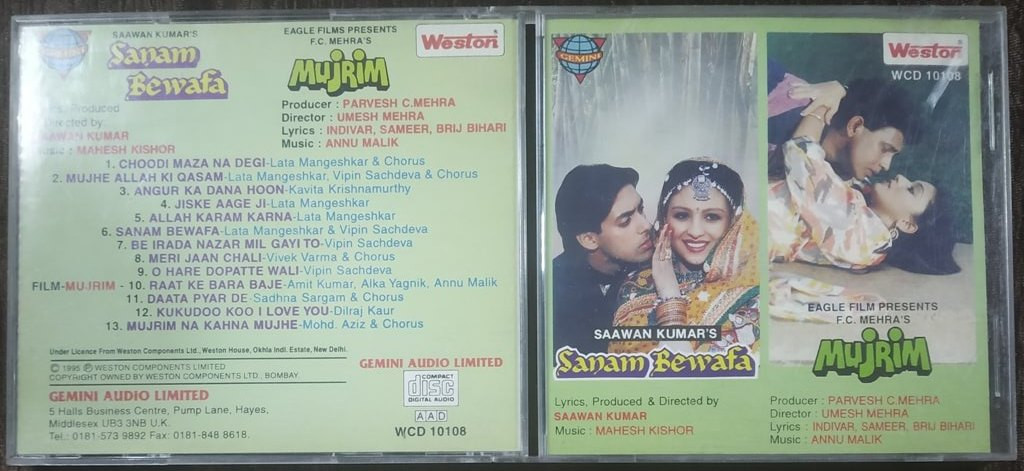 GEMINI
SAAWAN KUMAR'S
Sanam
Bewafa
Produced
irected by:
AWAN KUMAR
: MAHESH KISHOR
EAGLE FILMS PRESENTS
F.C. MEHRA'S
MUJRIM
Weston
Producer : PARVESH C.MEHRA
Director : UMESH MEHRA
Lyrics : INDIVAR, SAMEER, BRIJ BIHARI
Music : ANNU MALIK
1. CHOODI MAZA NA DEGI-Lata Mangeshkar & Chorus
2. MUJHE ALLAH KI QASAM-Lata Mangeshkar, Vipin Sachdeva & Chorus
3. ANGUR KA DANA HOON-Kavita Krishnamurthy
4. JISKE AAGE JI-Lata Mangeshkar
5. ALLAH KARAM KARNA-Lata Mangeshkar
6. SANAM BEWAFA-Lata Mangeshkar & Vipin Sachdeva
7. BE IRADA NAZAR MIL GAYI TO-Vipin Sachdeva
8. MERI JAAN CHALI-Vivek Varma & Chorus
9. O HARE DOPATTE WALI-Vipin Sachdeva
FILM-MUJRIM - 10. RAAT KE BARA BAJE-Amit Kumar, Alka Yagnik, Annu Malik
11. DAATA PYAR DE-Sadhna Sargam & Chorus
12. KUKUDOO KOO I LOVE YOU-Dilraj Kaur
13. MUJRIM NA KAHNA MUJHE-Mohd. Aziz & Chorus
Under Licence From Weston Components Ltd., Weston House, Okhla Indl. Estate, New Delhi.
© 1995 Ⓟ WESTON COMPONENTS LIMITED
COPYRIGHT OWNED BY WESTON COMPONENTS LTD., BOMBAY.
GEMINI AUDIO LIMITED
5 Halls Business Centre, Pump Lane, Hayes,
Middlesex UB3 3NB U.K.
Tel.: 0181-573 9892 Fax: 0181-848 8618.
GEMINI AUDIO LIMITED
COMPACT
disc
DIGITAL AUDIO
AAD
WCD 10108
GEMINI
Weston
WCD 10108
SAAWAN KUMAR'S
Sanam Bewafa
Lyrics, Produced & Directed by
SAAWAN KUMAR
Music : MAHESH KISHOR
EAGLE FILM PRESENTS
F.C. MEHRA'S
MUJRIM
Producer : PARVESH C.MEHRA
Director : UMESH MEHRA
Lyrics : INDIVAR, SAMEER, BRIJ BIHARI
Music : ANNU MALIK